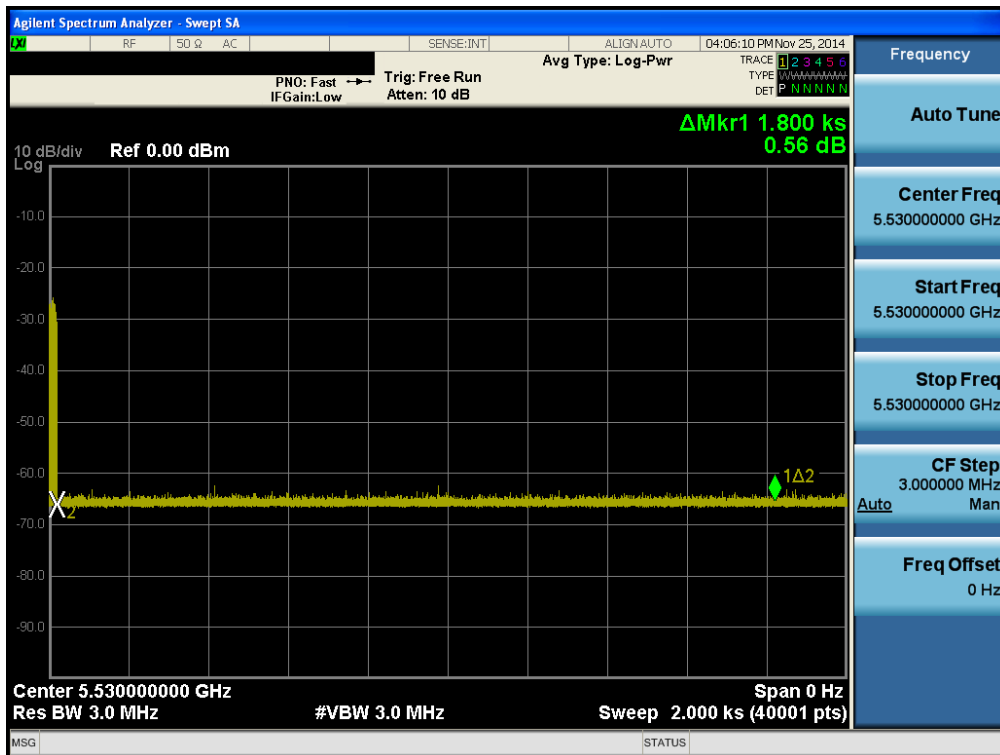 Agilent Spectrum Analyzer - Swept SA
LXI RF 50 Ω AC SENSE:INT ALIGN AUTO 04:06:10 PM Nov 25, 2014
PNO: Fast
IFGain:Low
Trig: Free Run
Atten: 10 dB
Avg Type: Log-Pwr
TRACE 1 2 3 4 5 6
TYPE
DET P N N N N N
ΔMkr1 1.800 ks
0.56 dB
10 dB/div
Log
Ref 0.00 dBm
-10.0
-20.0
-30.0
-40.0
-50.0
-60.0
-70.0
-80.0
-90.0
1Δ2
2
Center 5.530000000 GHz
Span 0 Hz
Res BW 3.0 MHz
#VBW 3.0 MHz
Sweep 2.000 ks (40001 pts)
MSG
STATUS
Frequency
Auto Tune
Center Freq
5.530000000 GHz
Start Freq
5.530000000 GHz
Stop Freq
5.530000000 GHz
CF Step
3.000000 MHz
Auto Man
Freq Offset
0 Hz